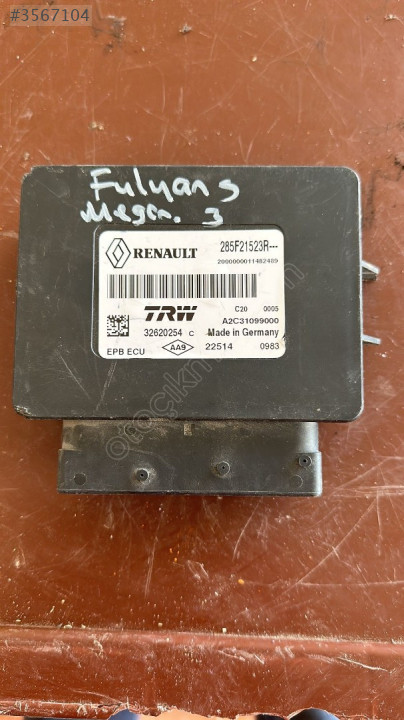 #3567104
Fulyans
Megan. 3
RENAULT
285F21523R---
2000000011482489
TRW
C20 0005
A2C31099000
32620254 C
Made in Germany
EPB ECU
AA9
22514
0983